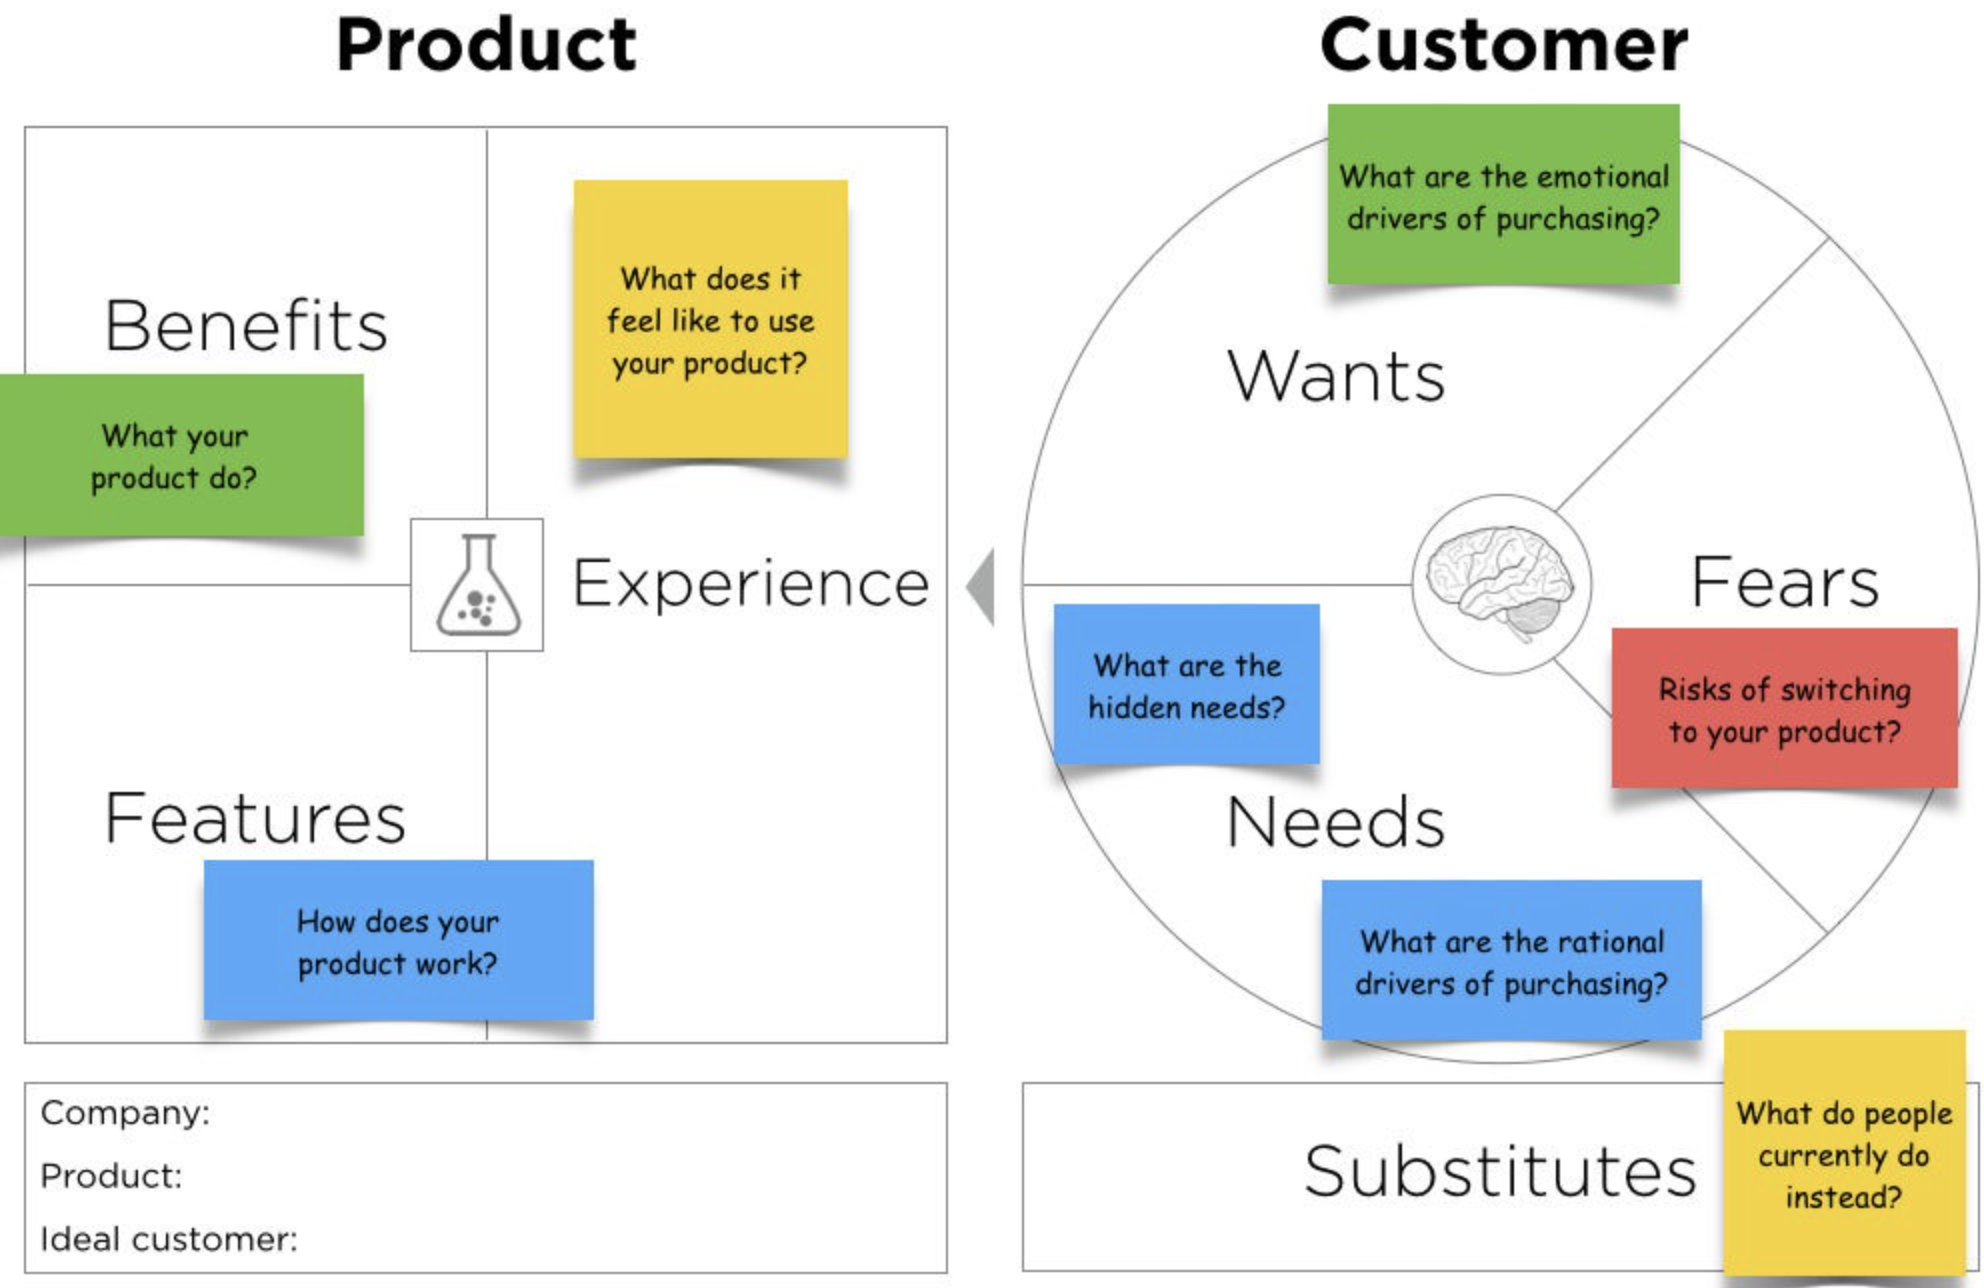 Product
Benefits
What your
product do?
What does it
feel like to use
your product?
Experience
Features
How does your
product work?
Company:
Product:
Ideal customer:
Customer
What are the emotional
drivers of purchasing?
Wants
Fears
Risks of switching
to your product?
What are the
hidden needs?
Needs
What are the rational
drivers of purchasing?
Substitutes
What do people
currently do
instead?